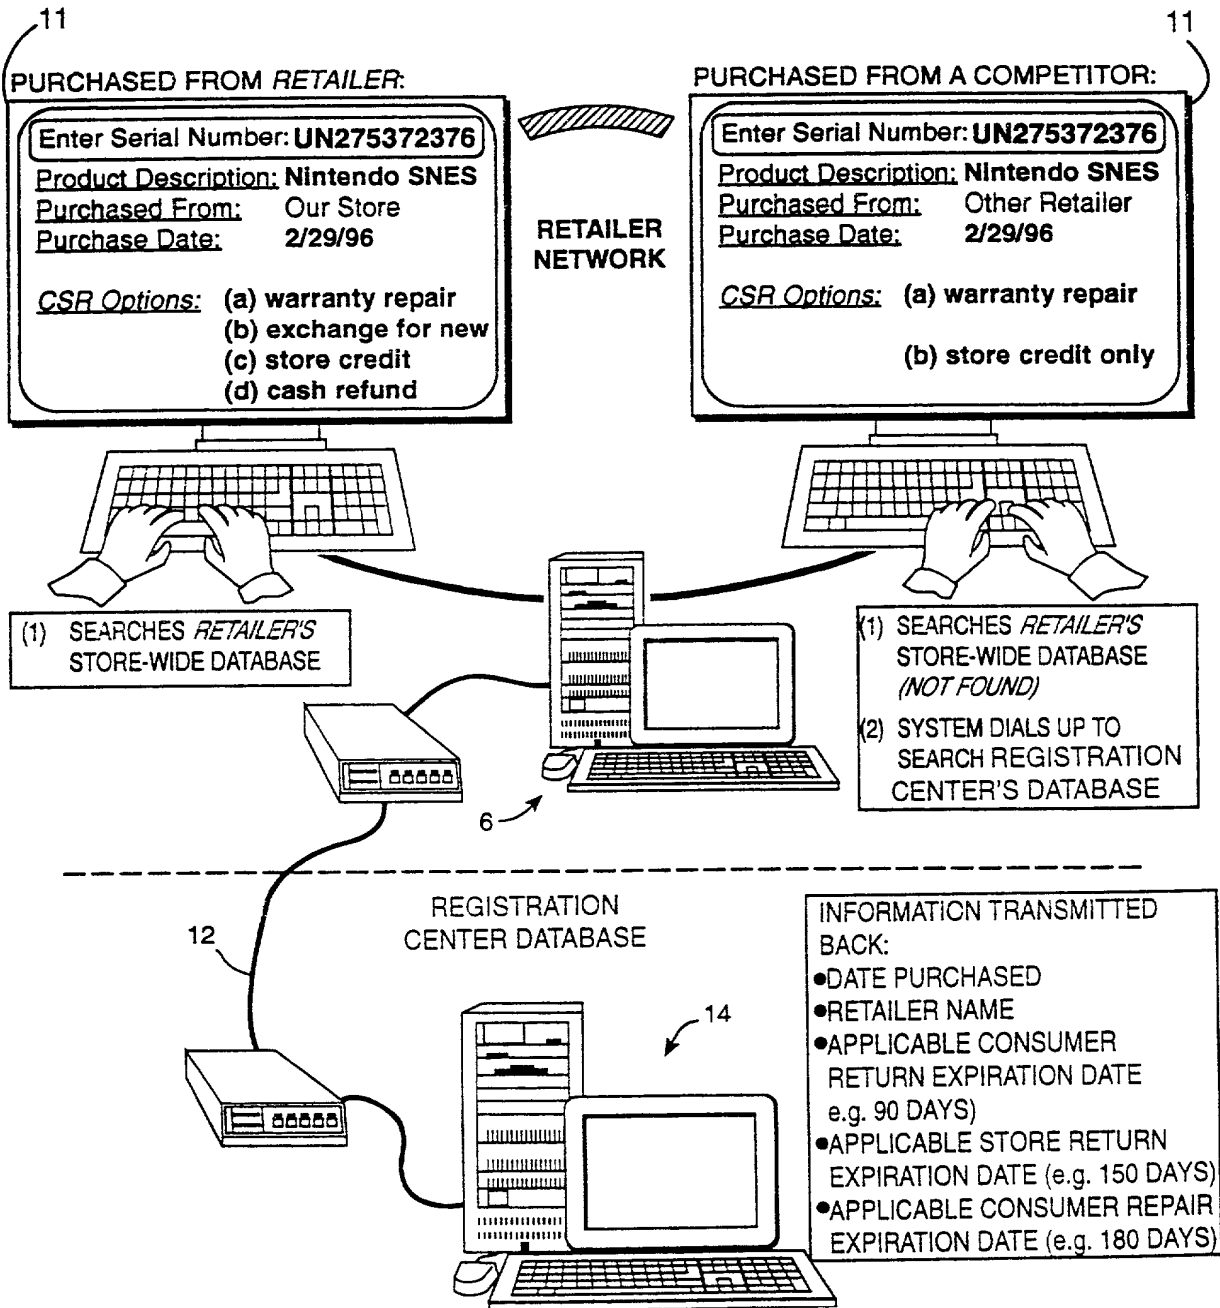 11
PURCHASED FROM RETAILER:
Enter Serial Number: UN275372376
Product Description: Nintendo SNES
Purchased From: Our Store
Purchase Date: 2/29/96
CSR Options: (a) warranty repair
(b) exchange for new
(c) store credit
(d) cash refund
RETAILER
NETWORK
11
PURCHASED FROM A COMPETITOR:
Enter Serial Number: UN275372376
Product Description: Nintendo SNES
Purchased From: Other Retailer
Purchase Date: 2/29/96
CSR Options: (a) warranty repair
(b) store credit only
(1) SEARCHES RETAILER'S
STORE-WIDE DATABASE
(1) SEARCHES RETAILER'S
STORE-WIDE DATABASE
(NOT FOUND)
(2) SYSTEM DIALS UP TO
SEARCH REGISTRATION
CENTER'S DATABASE
6
12
REGISTRATION
CENTER DATABASE
14
INFORMATION TRANSMITTED
BACK:
●DATE PURCHASED
●RETAILER NAME
●APPLICABLE CONSUMER
RETURN EXPIRATION DATE
e.g. 90 DAYS)
●APPLICABLE STORE RETURN
EXPIRATION DATE (e.g. 150 DAYS)
●APPLICABLE CONSUMER REPAIR
EXPIRATION DATE (e.g. 180 DAYS)